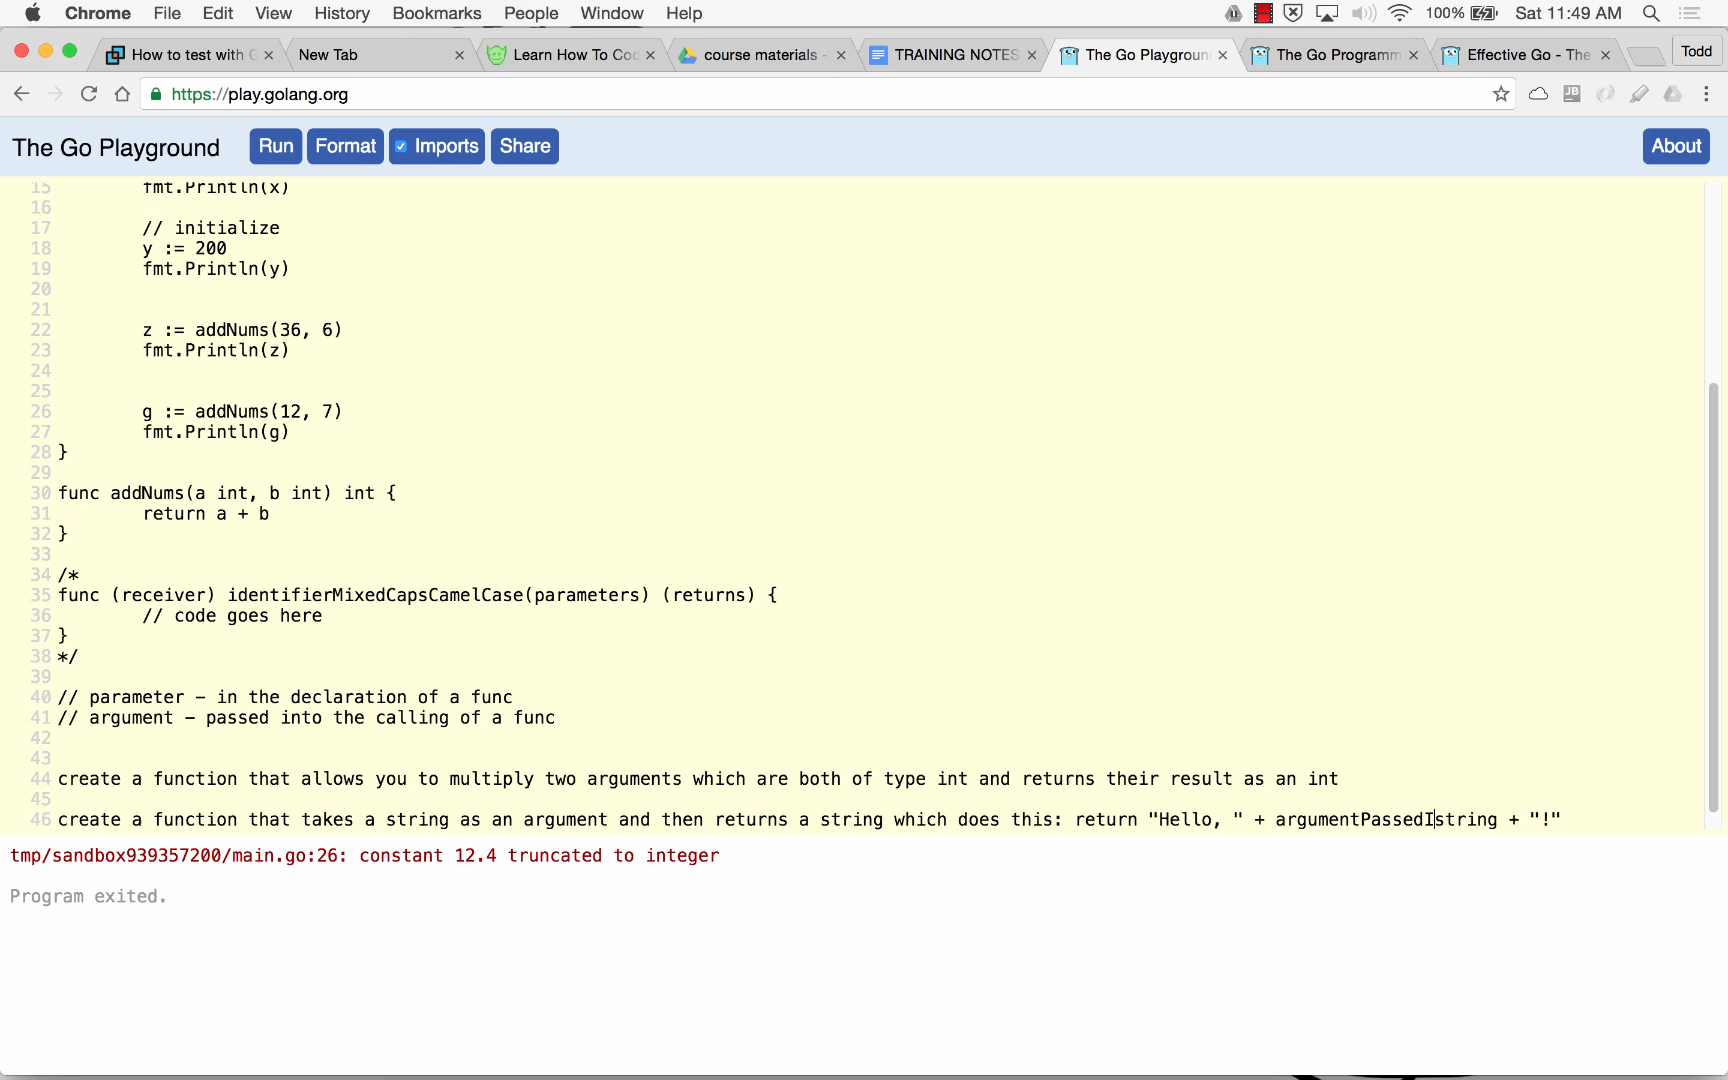 Chrome File Edit View History Bookmarks People Window Help 100% Sat 11:49 AM
How to test with G New Tab Learn How To Coc course materials - TRAINING NOTES The Go Playgroun The Go Programm Effective Go - The Todd
https://play.golang.org JB
The Go Playground Run Format Imports Share About
15 fmt.Println(x)
16
17 // initialize
18 y := 200
19 fmt.Println(y)
20
21
22 z := addNums(36, 6)
23 fmt.Println(z)
24
25
26 g := addNums(12, 7)
27 fmt.Println(g)
28 }
29
30 func addNums(a int, b int) int {
31 return a + b
32 }
33
34 /*
35 func (receiver) identifierMixedCapsCamelCase(parameters) (returns) {
36 // code goes here
37 }
38 */
39
40 // parameter - in the declaration of a func
41 // argument - passed into the calling of a func
42
43
44 create a function that allows you to multiply two arguments which are both of type int and returns their result as an int
45
46 create a function that takes a string as an argument and then returns a string which does this: return "Hello, " + argumentPassedIstring + "!"
tmp/sandbox939357200/main.go:26: constant 12.4 truncated to integer
Program exited.